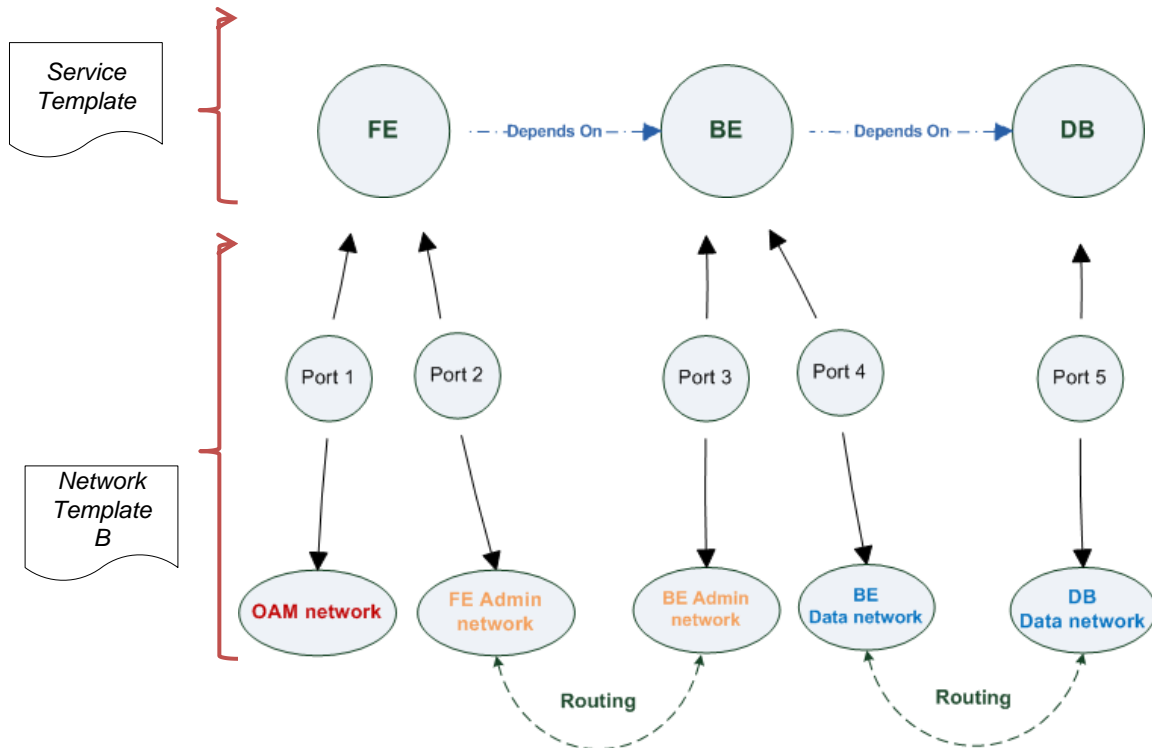 Service
Template
FE
Depends On
BE
Depends On
DB
Port 1
Port 2
Port 3
Port 4
Port 5
Network
Template
B
OAM network
FE Admin
network
BE Admin
network
BE
Data network
DB
Data network
Routing
Routing